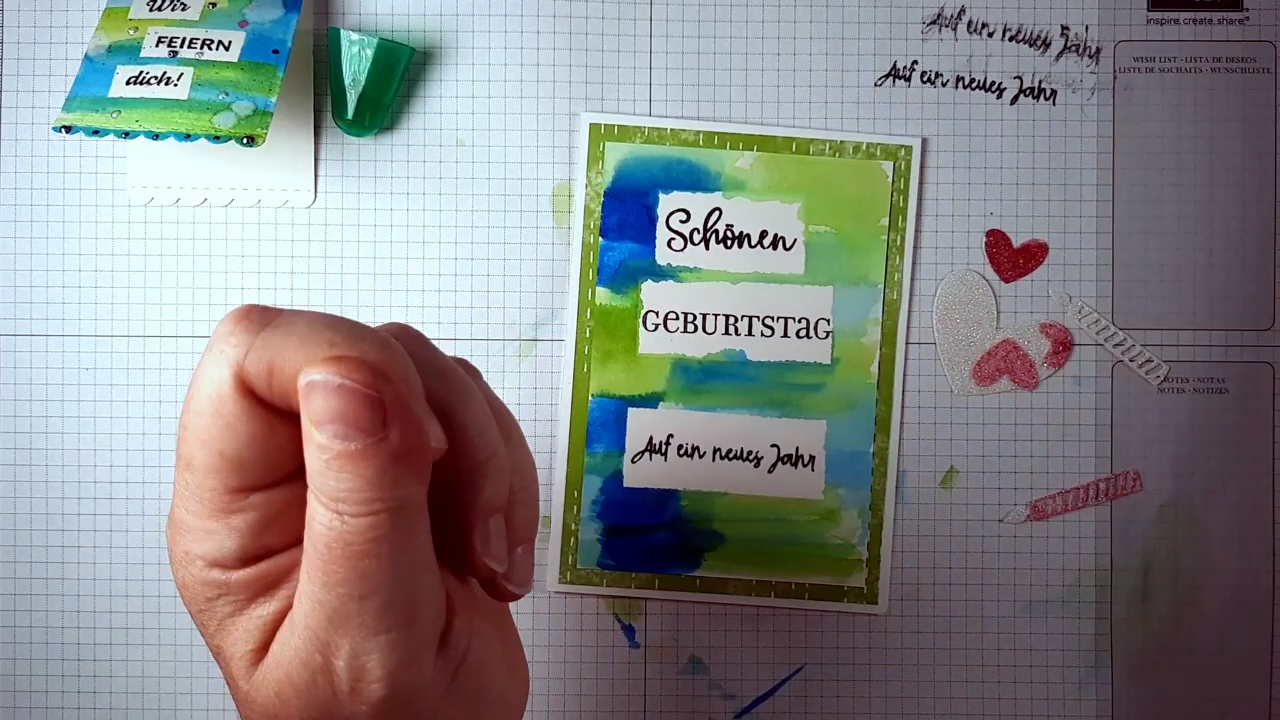 Wir
FEIERN
dich!
Auf ein neues Jahr
Auf ein neues Jahr
inspire.create.share.®
WISH LIST • LISTA DE DESEOS
LISTE DE SOUHAITS • WUNSCHLISTE
Schönen
GeBURTSTaG
Auf ein neues Jahr
NOTES • NOTAS
NOTES • NOTIZEN